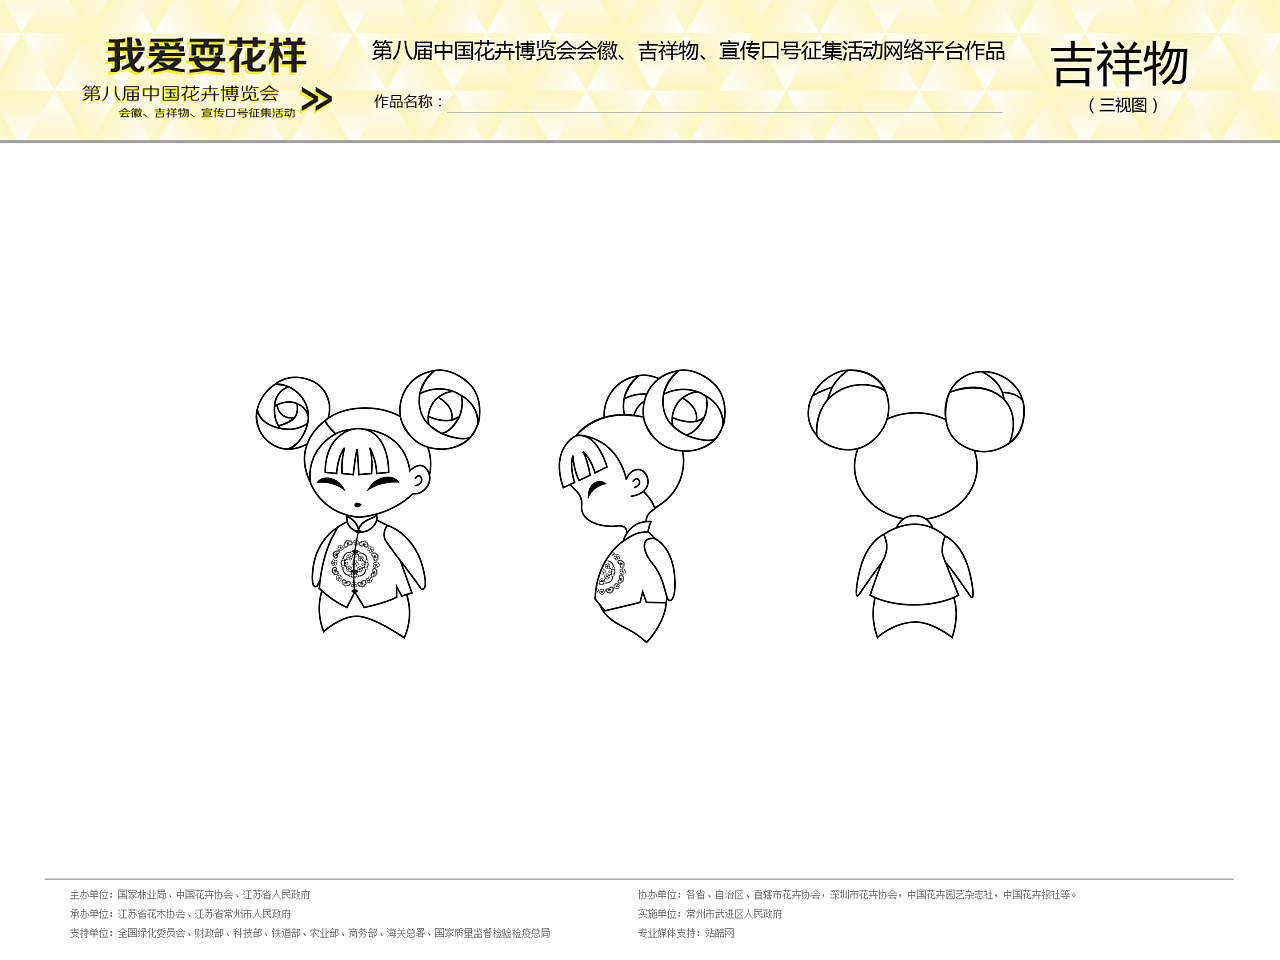 我爱耍花样
第八届中国花卉博览会
会徽、吉祥物、宣传口号征集活动
第八届中国花卉博览会会徽、吉祥物、宣传口号征集活动网络平台作品
作品名称：
吉祥物
（三视图）
主办单位：国家林业局、中国花卉协会、江苏省人民政府
承办单位：江苏省花木协会、江苏省常州市人民政府
支持单位：全国绿化委员会、财政部、科技部、铁道部、农业部、商务部、海关总署、国家质量监督检验检疫总局
协办单位：各省、自治区、直辖市花卉协会，深圳市花卉协会，中国花卉园艺杂志社，中国花卉报社等。
实施单位：常州市武进区人民政府
专业媒体支持：站酷网